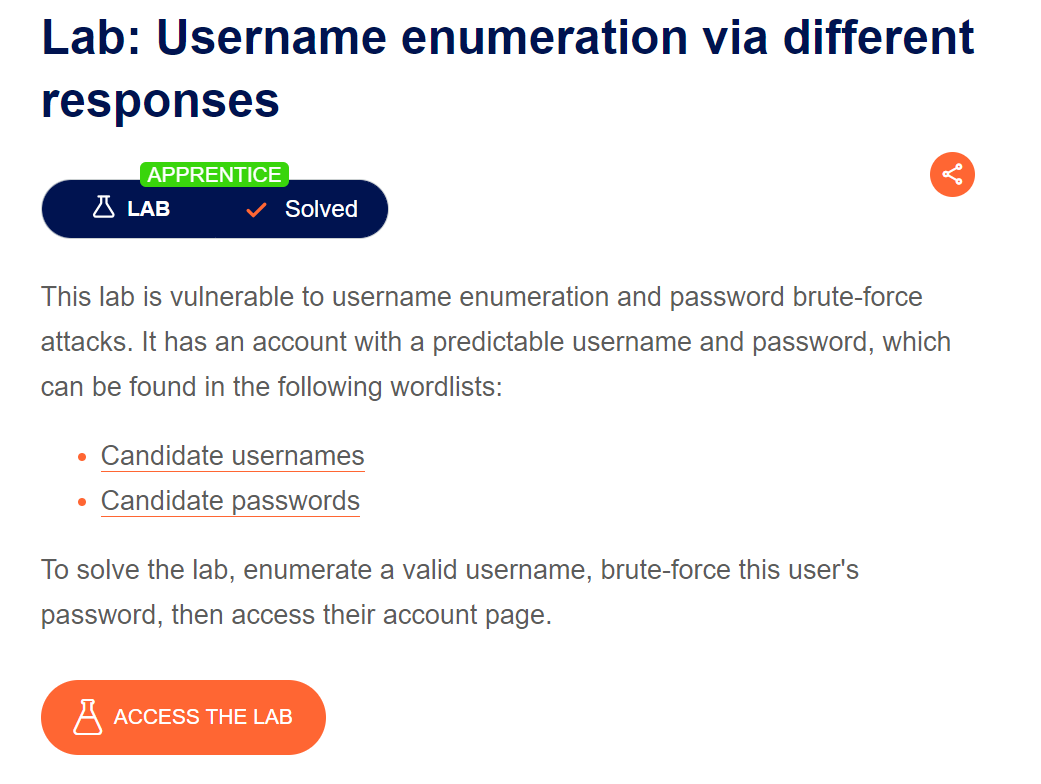 Lab: Username enumeration via different
responses
APPRENTICE
LAB
Solved
This lab is vulnerable to username enumeration and password brute-force
attacks. It has an account with a predictable username and password, which
can be found in the following wordlists:
Candidate usernames
Candidate passwords
To solve the lab, enumerate a valid username, brute-force this user's
password, then access their account page.
ACCESS THE LAB